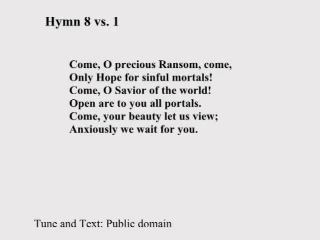 Hymn 8 vs. 1
Come, O precious Ransom, come,
Only Hope for sinful mortals!
Come, O Savior of the world!
Open are to you all portals.
Come, your beauty let us view;
Anxiously we wait for you.
Tune and Text: Public domain